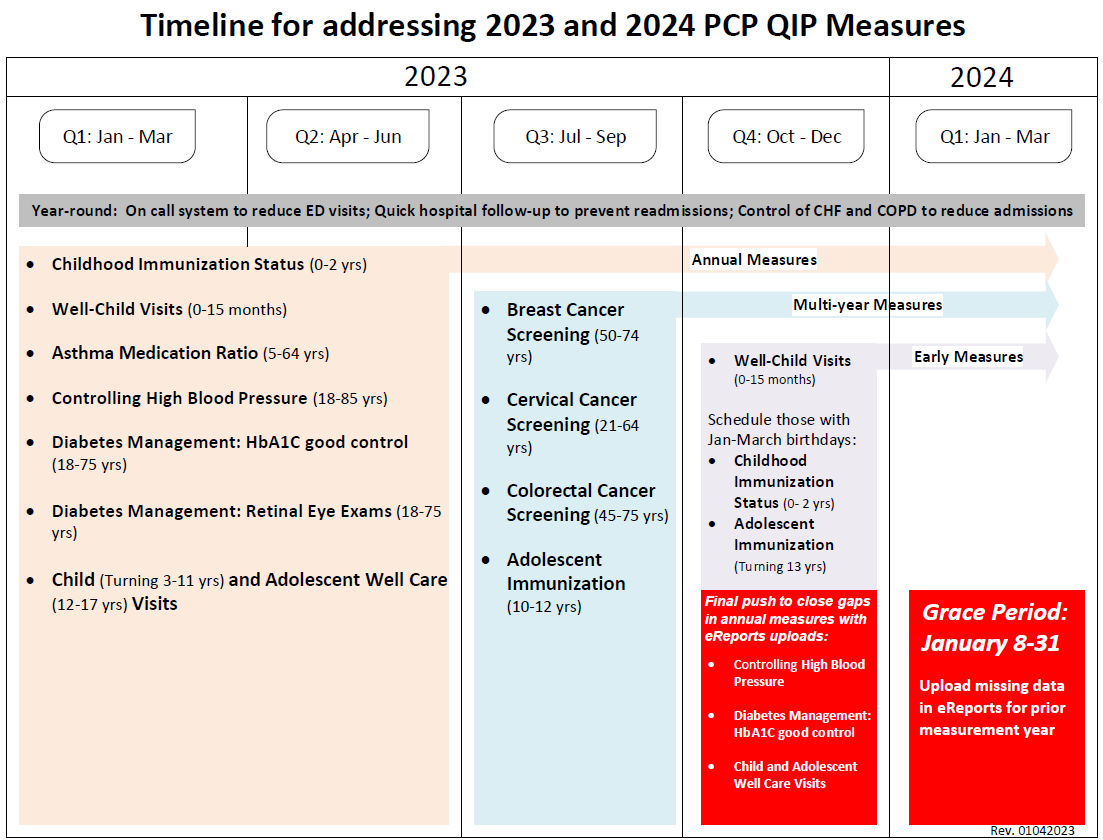 Timeline for addressing 2023 and 2024 PCP QIP Measures
2023
2024
Q1: Jan - Mar
Q2: Apr - Jun
Q3: Jul - Sep
Q4: Oct - Dec
Q1: Jan - Mar
Year-round: On call system to reduce ED visits; Quick hospital follow-up to prevent readmissions; Control of CHF and COPD to reduce admissions
• Childhood Immunization Status (0-2 yrs)
• Well-Child Visits (0-15 months)
• Asthma Medication Ratio (5-64 yrs)
• Controlling High Blood Pressure (18-85 yrs)
• Diabetes Management: HbA1C good control
(18-75 yrs)
• Diabetes Management: Retinal Eye Exams (18-75
yrs)
• Child (Turning 3-11 yrs) and Adolescent Well Care
(12-17 yrs) Visits
Annual Measures
Multi-year Measures
Early Measures
• Breast Cancer
Screening (50-74
yrs)
• Cervical Cancer
Screening (21-64
yrs)
• Colorectal Cancer
Screening (45-75 yrs)
• Adolescent
Immunization
(10-12 yrs)
• Well-Child Visits
(0-15 months)
Schedule those with
Jan-March birthdays:
• Childhood
Immunization
Status (0- 2 yrs)
• Adolescent
Immunization
(Turning 13 yrs)
Final push to close gaps
in annual measures with
eReports uploads:
• Controlling High Blood
Pressure
• Diabetes Management:
HbA1C good control
• Child and Adolescent
Well Care Visits
Grace Period:
January 8-31
Upload missing data
in eReports for prior
measurement year
Rev. 01042023